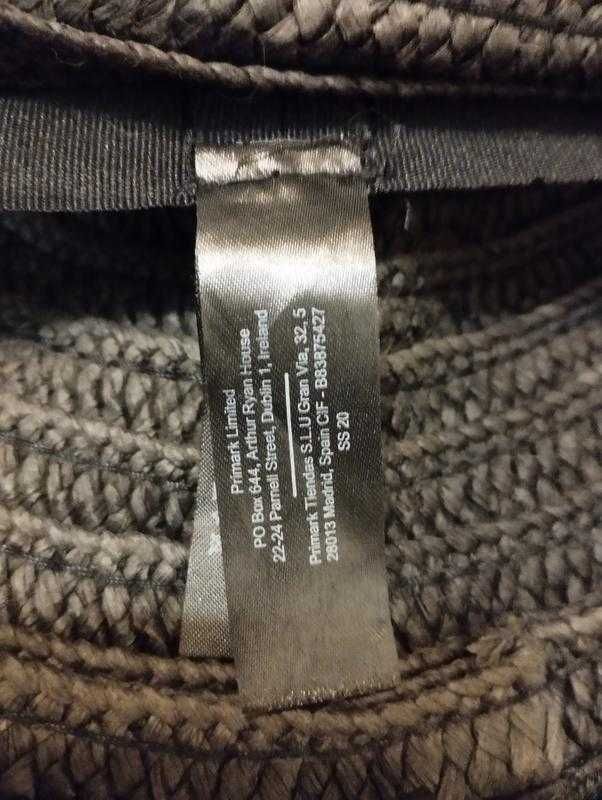 Primark Limited
PO Box 644, Arthur Ryan House
22-24 Parnell Street, Dublin 1, Ireland
Primark Tiendas S.L.U Gran Via, 32, 5
28013 Madrid, Spain CIF - B83875427
SS 20